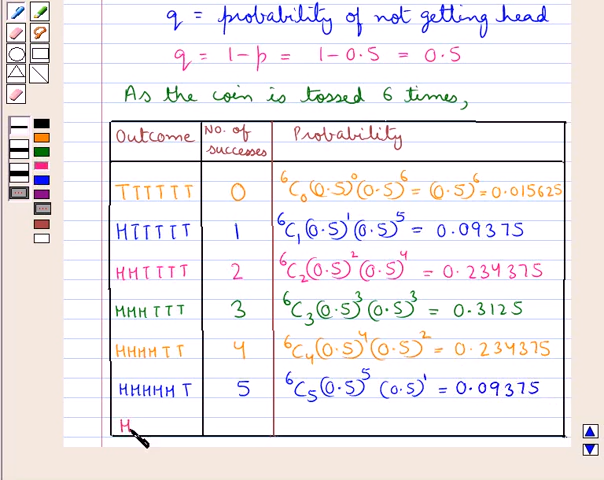 q = probability of not getting head
q = 1-p = 1-0.5 = 0.5
As the coin is tossed 6 times,
Outcome No. of successes Probability
TTTTTT 0 ⁶C₀(0.5)⁰(0.5)⁶ = (0.5)⁶ = 0.015625
HTTTTT 1 ⁶C₁(0.5)¹(0.5)⁵ = 0.09375
HHTTTT 2 ⁶C₂(0.5)²(0.5)⁴ = 0.234375
HHHTTT 3 ⁶C₃(0.5)³(0.5)³ = 0.3125
HHHHTT 4 ⁶C₄(0.5)⁴(0.5)² = 0.234375
HHHHHT 5 ⁶C₅(0.5)⁵(0.5)¹ = 0.09375
H